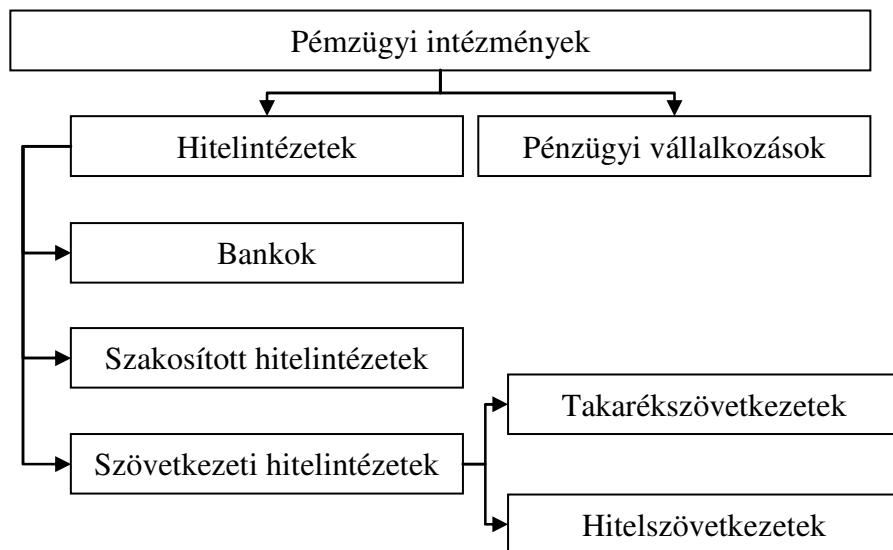 Pémzügyi intézmények
Hitelintézetek
Pénzügyi vállalkozások
Bankok
Szakosított hitelintézetek
Takarékszövetkezetek
Szövetkezeti hitelintézetek
Hitelszövetkezetek